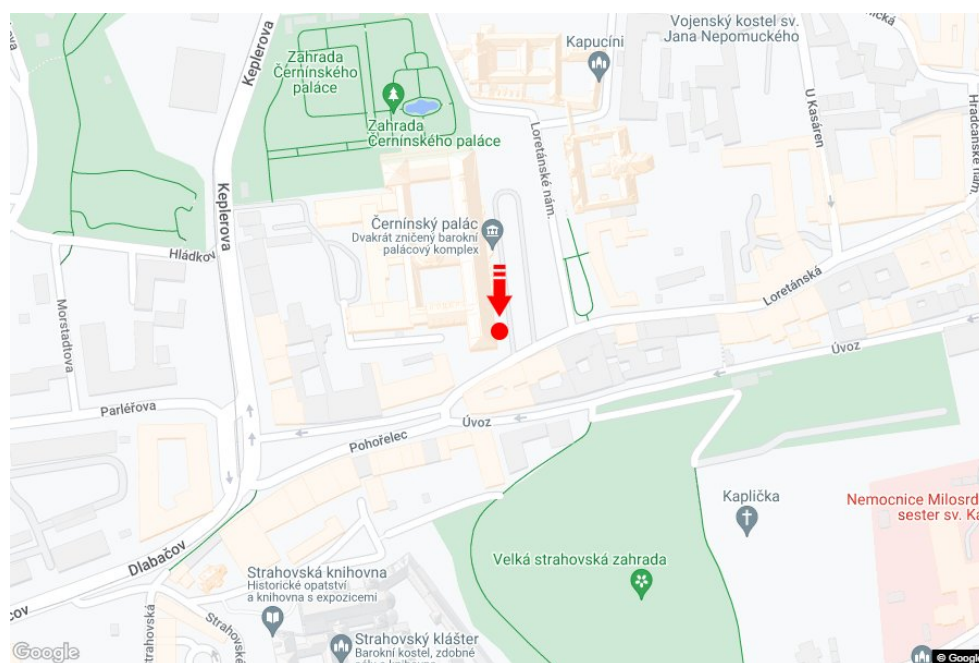 Keplerova
Zahrada
Černínského
paláce
Zahrada
Černínského paláce
Kapucíni
Vojenský kostel sv.
Jana Nepomuckého
U Kasáren
Hradčanské nám.
Loretánské nám.
Keplerova
Hládkov
Černínský palác
Dvakrát zničený barokní
palácový komplex
Loretánská
Morstadtova
Úvoz
Parléřova
Úvoz
Pohořelec
Dlabačov
Kaplička
Nemocnice Milosrd
sester sv. Ka
Velká strahovská zahrada
Strahovská knihovna
Historické opatství
a knihovna s expozicemi
Strahovský klášter
Barokní kostel, zdobné
Strahovská
Google
© Google